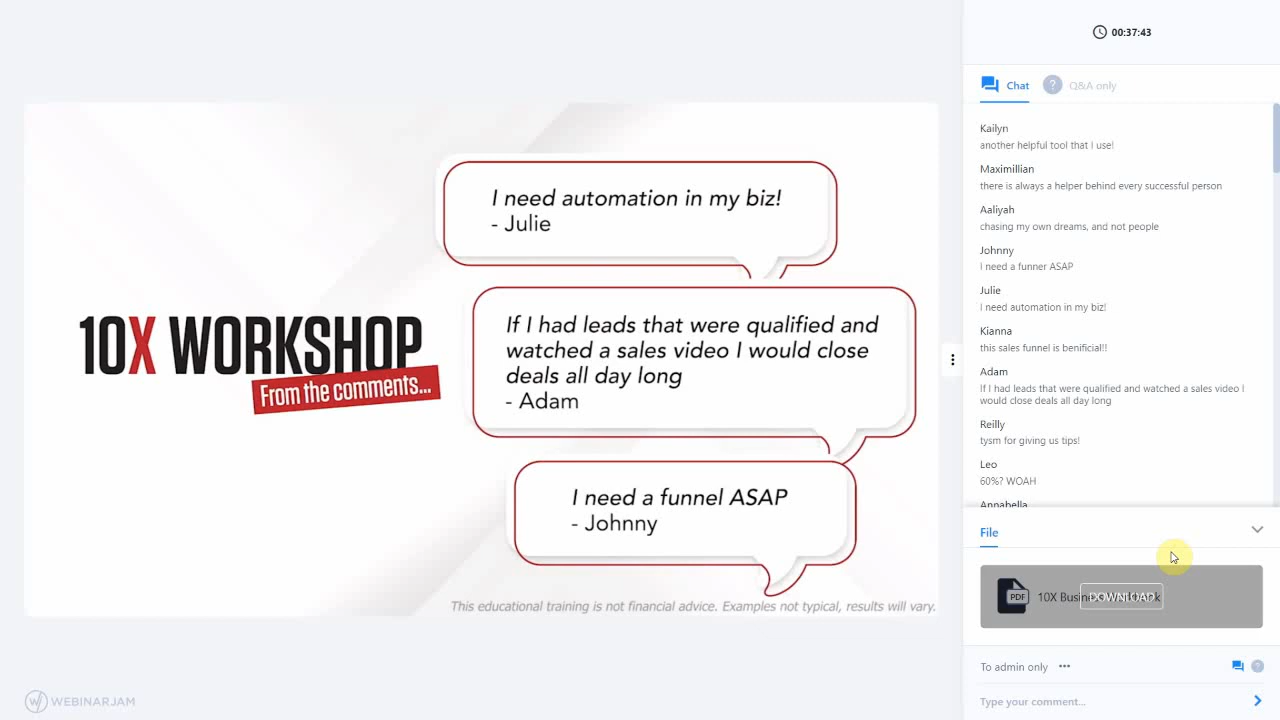 00:37:43
Chat
? Q&A only
Kailyn
another helpful tool that I use!
Maximillian
there is always a helper behind every successful person
Aaliyah
chasing my own dreams, and not people
Johnny
I need a funner ASAP
Julie
I need automation in my biz!
Kianna
this sales funnel is benificial!!
Adam
If I had leads that were qualified and watched a sales video I
would close deals all day long
Reilly
tysm for giving us tips!
Leo
60%? WOAH
Annabella
I need automation in my biz!
- Julie
If I had leads that were qualified and
watched a sales video I would close
deals all day long
- Adam
I need a funnel ASAP
- Johnny
10X WORKSHOP
From the comments...
This educational training is not financial advice. Examples not typical, results will vary.
File
PDF
10X
DOWNLOAD
To admin only
?
Type your comment...
WEBINARJAM